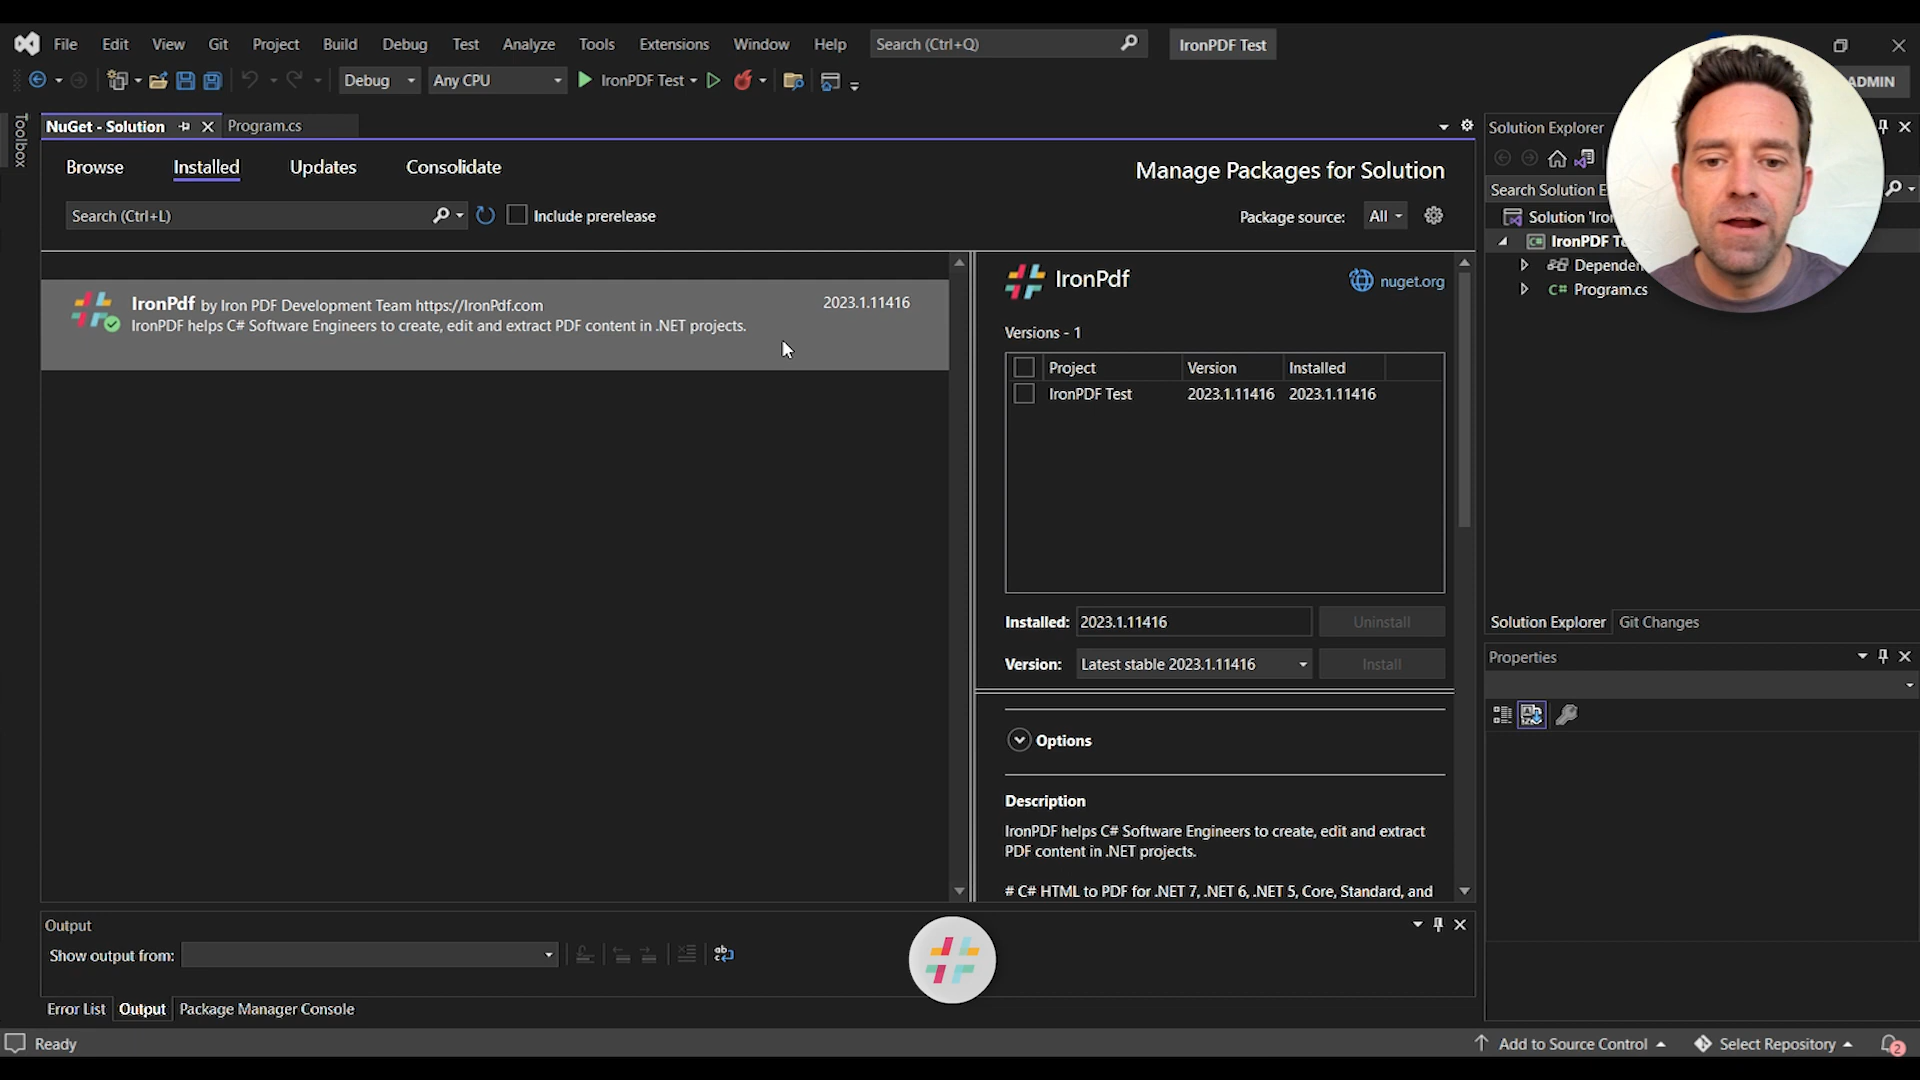 File Edit View Git Project Build Debug Test Analyze Tools Extensions Window Help Search (Ctrl+Q) IronPDF Test
Debug Any CPU IronPDF Test ADMIN
Toolbox
NuGet - Solution Program.cs
Browse Installed Updates Consolidate
Manage Packages for Solution
Search (Ctrl+L) Include prerelease
Package source: All
IronPdf by Iron PDF Development Team https://IronPdf.com 2023.1.11416
IronPDF helps C# Software Engineers to create, edit and extract PDF content in .NET projects.
IronPdf nuget.org
Versions - 1
Project Version Installed
IronPDF Test 2023.1.11416 2023.1.11416
Installed: 2023.1.11416 Uninstall
Version: Latest stable 2023.1.11416 Install
Options
Description
IronPDF helps C# Software Engineers to create, edit and extract
PDF content in .NET projects.
# C# HTML to PDF for .NET 7, .NET 6, .NET 5, Core, Standard, and
Solution Explorer
Search Solution E
Solution 'Iron
IronPDF Te
Dependen
C# Program.cs
Solution Explorer Git Changes
Properties
Output
Show output from:
Error List Output Package Manager Console
Ready
Add to Source Control Select Repository 2